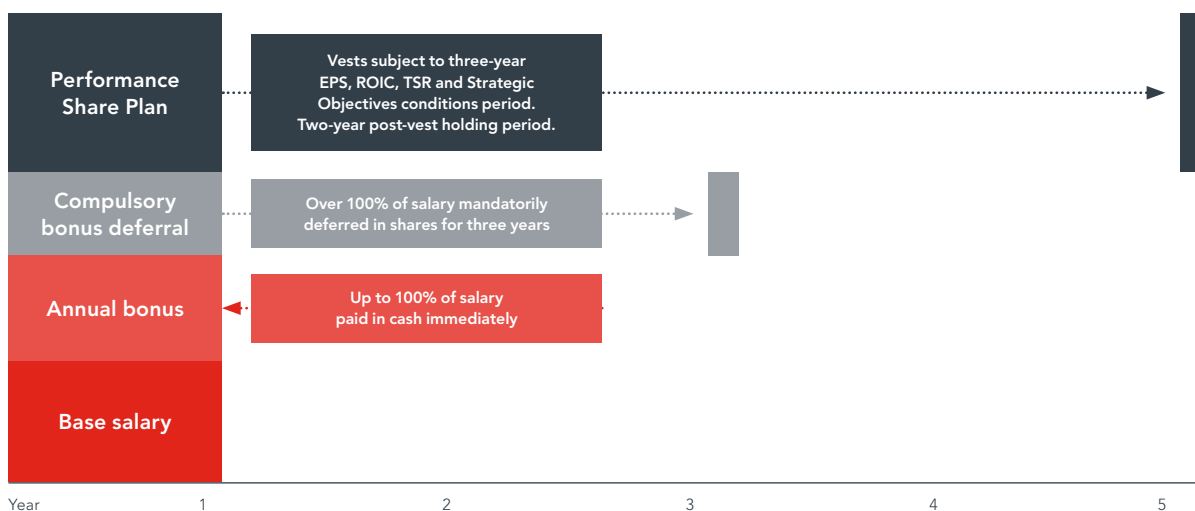 Performance
Share Plan
Vests subject to three-year
EPS, ROIC, TSR and Strategic
Objectives conditions period.
Two-year post-vest holding period.
Compulsory
bonus deferral
Over 100% of salary mandatorily
deferred in shares for three years
Annual bonus
Up to 100% of salary
paid in cash immediately
Base salary
Year 1 2 3 4 5